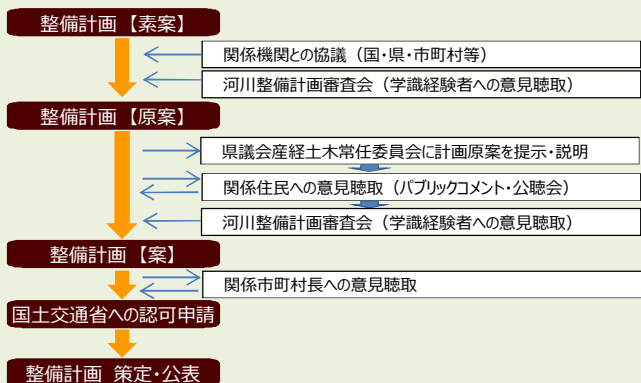 整備計画 【素案】
関係機関との協議（国・県・市町村等）
河川整備計画審査会（学識経験者への意見聴取）
整備計画 【原案】
県議会産経土木常任委員会に計画原案を提示・説明
関係住民への意見聴取（パブリックコメント・公聴会）
河川整備計画審査会（学識経験者への意見聴取）
整備計画 【案】
関係市町村長への意見聴取
国土交通省への認可申請
整備計画 策定・公表